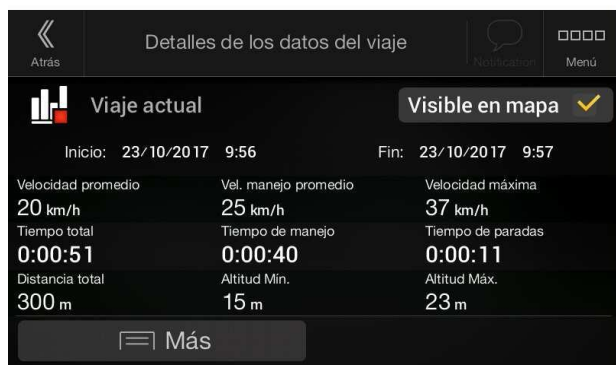 Detalles de los datos del viaje
Atrás
Notification
Menú
Viaje actual
Visible en mapa
Inicio: 23/10/2017 9:56 Fin: 23/10/2017 9:57
Velocidad promedio Vel. manejo promedio Velocidad máxima
20 km/h 25 km/h 37 km/h
Tiempo total Tiempo de manejo Tiempo de paradas
0:00:51 0:00:40 0:00:11
Distancia total Altitud Mín. Altitud Máx.
300 m 15 m 23 m
Más